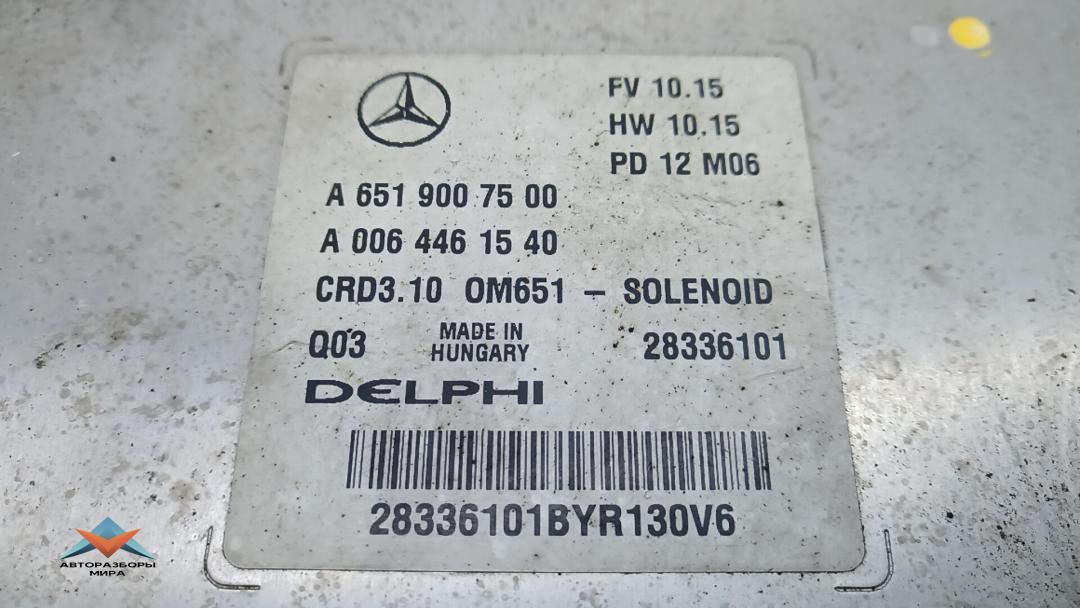 FV 10.15
HW 10.15
PD 12 M06
A 651 900 75 00
A 006 446 15 40
CRD3.10 OM651 – SOLENOID
Q03 MADE IN HUNGARY 28336101
DELPHI
28336101BYR130V6
АВТОРАЗБОРЫ
МИРА